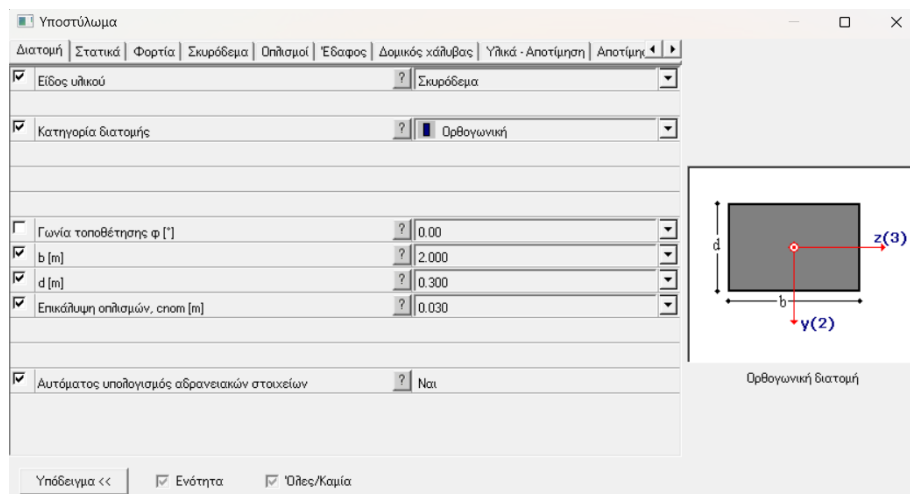 Υποστύλωμα
Διατομή Στατικά Φορτία Σκυρόδεμα Οπλισμοί Έδαφος Δομικός χάλυβας Υλικά - Αποτίμηση Αποτίμη
Είδος υλικού ? Σκυρόδεμα
Κατηγορία διατομής ? Ορθογωνική
Γωνία τοποθέτησης φ [°] ? 0.00
b [m] ? 2.000
d [m] ? 0.300
Επικάλυψη οπλισμών, cnom [m] ? 0.030
Αυτόματος υπολογισμός αδρανειακών στοιχείων ? Ναι
d
z(3)
b
y(2)
Ορθογωνική διατομή
Υπόδειγμα << Ενότητα Όλες/Καμία